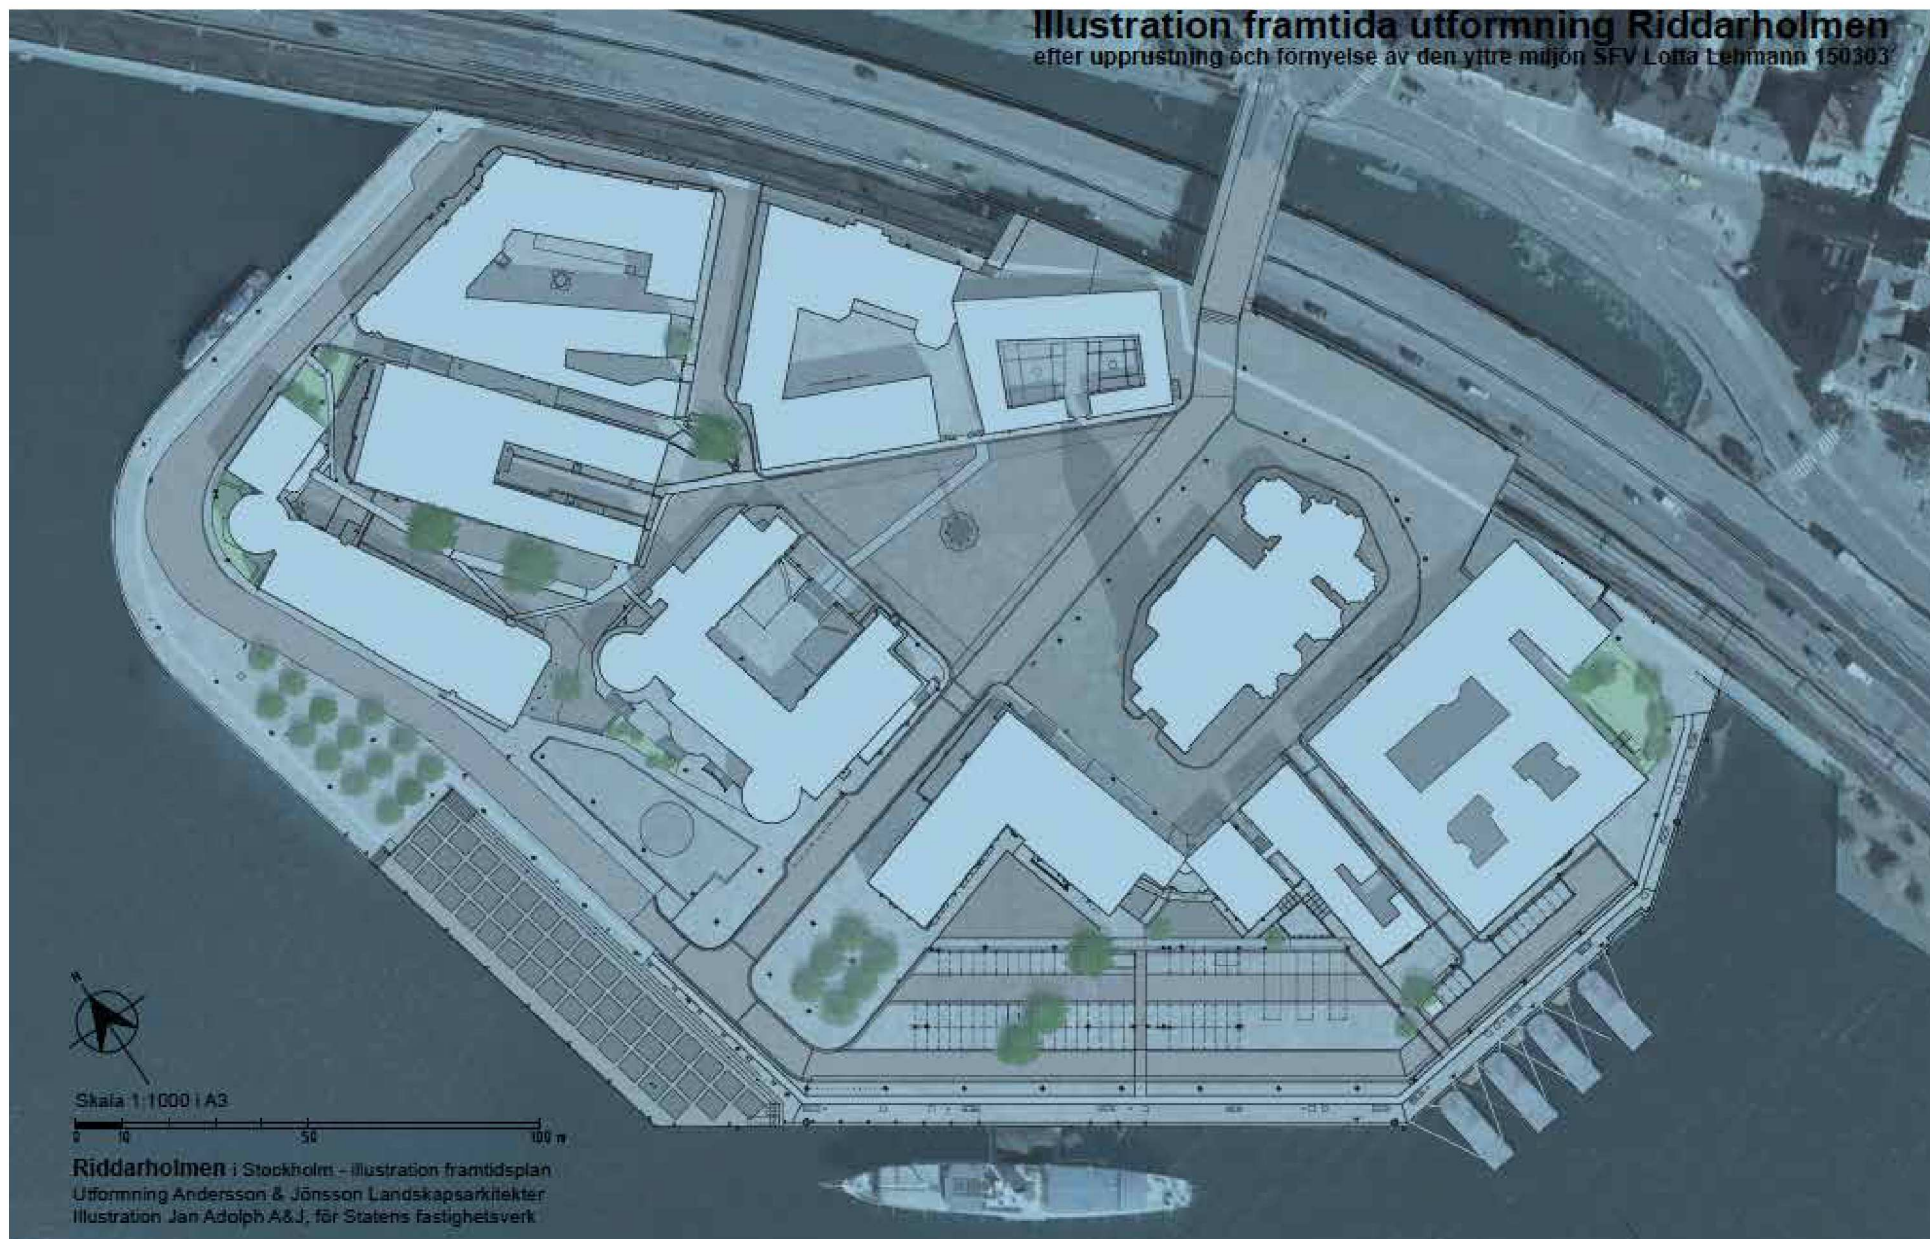 Illustration framtida utformning Riddarholmen
efter upprustning och förnyelse av den yttre miljön SFV Lotta Lehmann 150303
N
Skala 1:1000 i A3
0 10 50 100 m
Riddarholmen i Stockholm - illustration framtidsplan
Utformning Andersson & Jönsson Landskapsarkitekter
Illustration Jan Adolph A&J, för Statens fastighetsverk